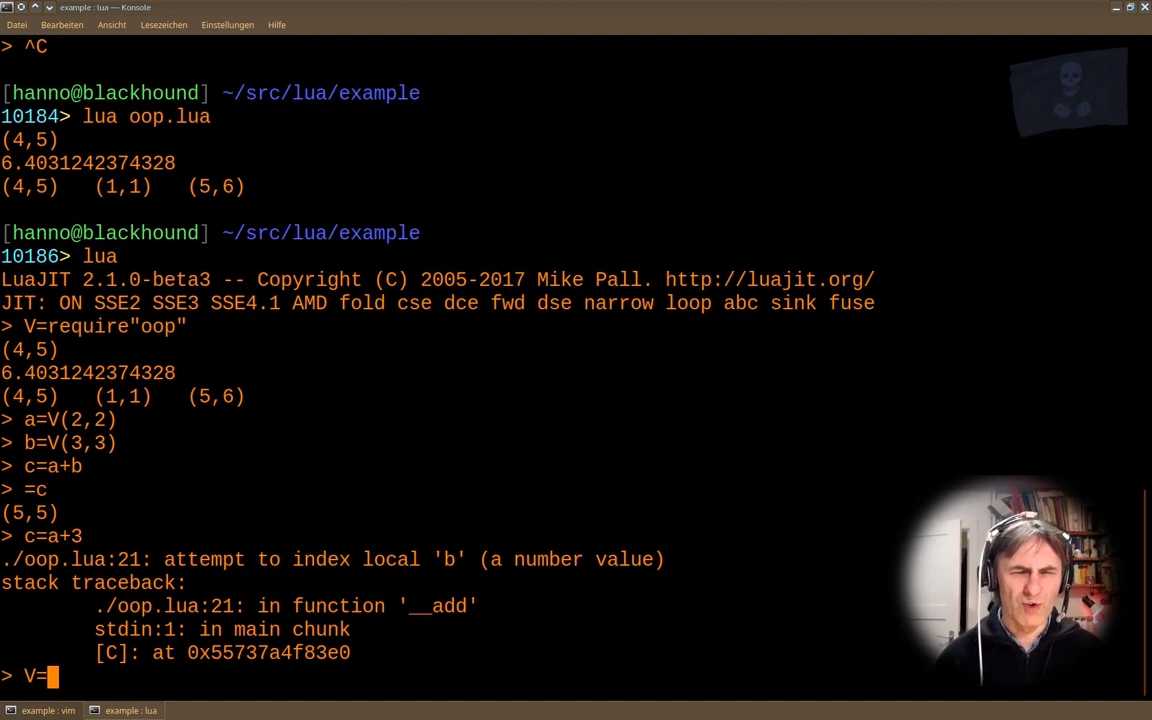 example : lua — Konsole
Datei Bearbeiten Ansicht Lesezeichen Einstellungen Hilfe
> ^C
[hanno@blackhound] ~/src/lua/example
10184> lua oop.lua
(4,5)
6.4031242374328
(4,5) (1,1) (5,6)
[hanno@blackhound] ~/src/lua/example
10186> lua
LuaJIT 2.1.0-beta3 -- Copyright (C) 2005-2017 Mike Pall. http://luajit.org/
JIT: ON SSE2 SSE3 SSE4.1 AMD fold cse dce fwd dse narrow loop abc sink fuse
> V=require"oop"
(4,5)
6.4031242374328
(4,5) (1,1) (5,6)
> a=V(2,2)
> b=V(3,3)
> c=a+b
> =c
(5,5)
> c=a+3
./oop.lua:21: attempt to index local 'b' (a number value)
stack traceback:
./oop.lua:21: in function '__add'
stdin:1: in main chunk
[C]: at 0x55737a4f83e0
> V=
example : vim example : lua